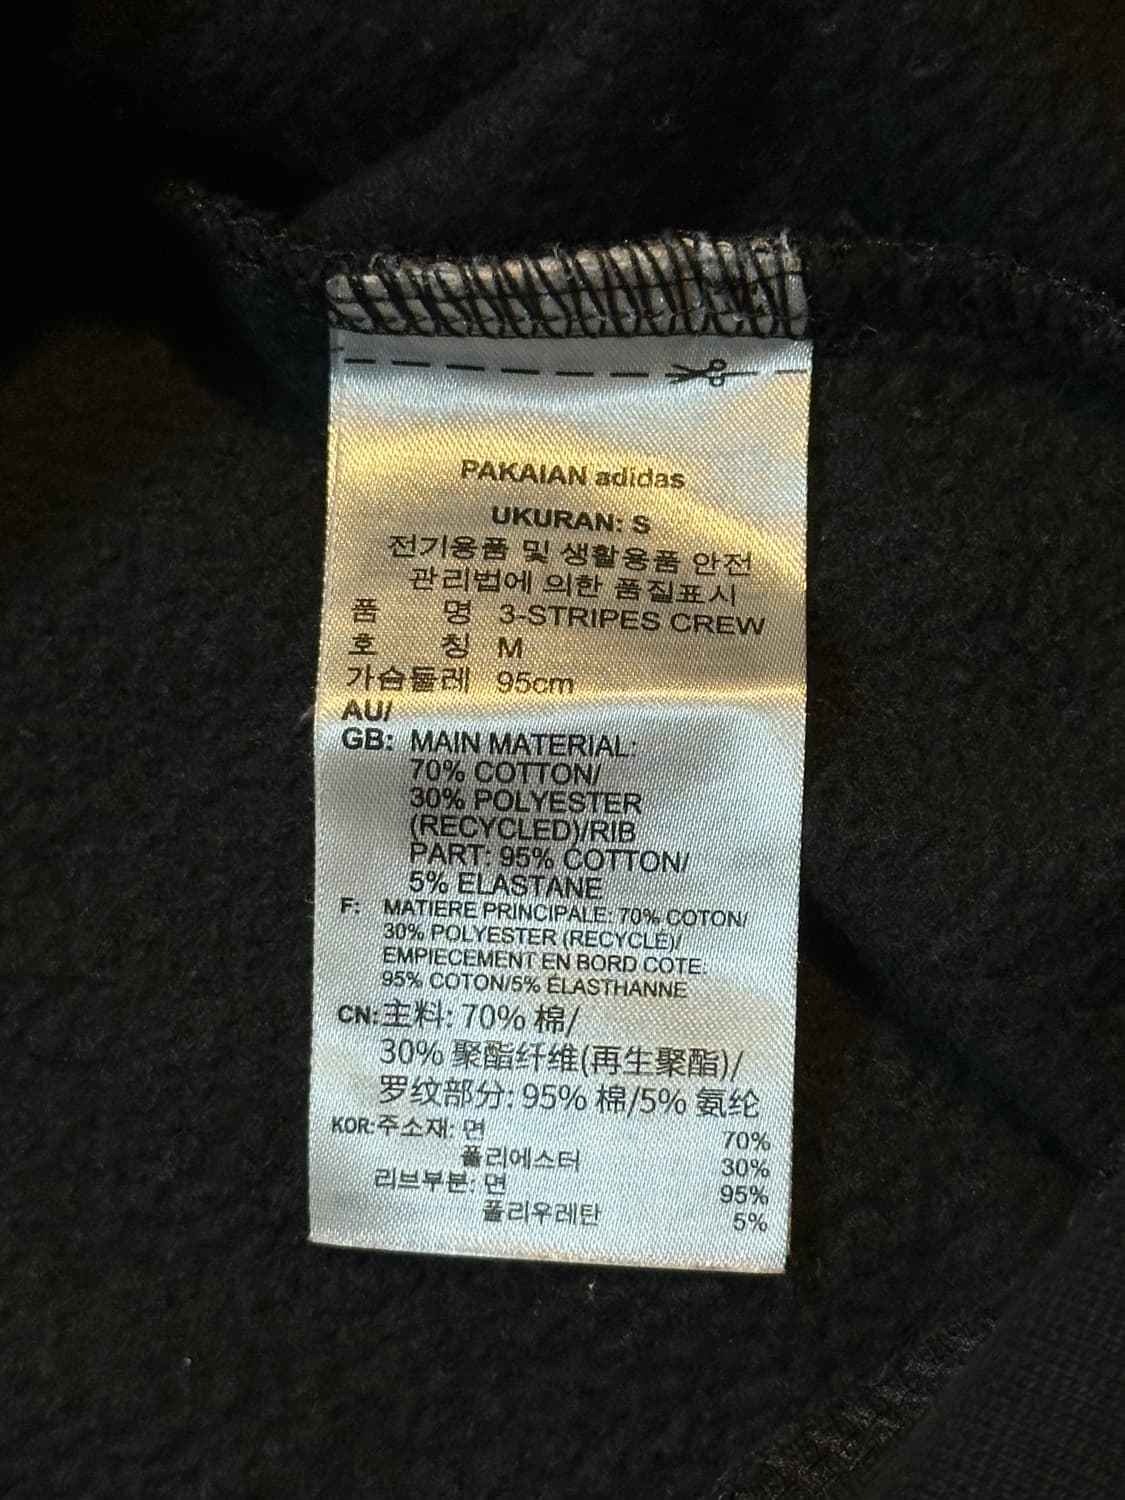 PAKAIAN adidas
UKURAN: S
전기용품 및 생활용품 안전
관리법에 의한 품질표시
품 명 3-STRIPES CREW
호 칭 M
가슴둘레 95cm
AU/
GB: MAIN MATERIAL:
70% COTTON/
30% POLYESTER
(RECYCLED)/RIB
PART: 95% COTTON/
5% ELASTANE
F: MATIERE PRINCIPALE: 70% COTON/
30% POLYESTER (RECYCLÉ)/
EMPIECEMENT EN BORD COTE:
95% COTON/5% ÉLASTHANNE
CN: 主料: 70% 棉/
30% 聚酯纤维(再生聚酯)/
罗纹部分: 95% 棉/5% 氨纶
KOR: 주소재: 면 70%
폴리에스터 30%
리브부분: 면 95%
폴리우레탄 5%